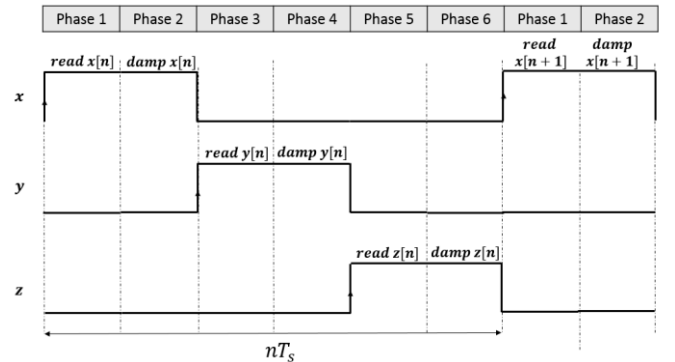 Phase 1 Phase 2 Phase 3 Phase 4 Phase 5 Phase 6 Phase 1 Phase 2
read x[n] damp x[n] read x[n + 1] damp x[n + 1]
x
read y[n] damp y[n]
y
read z[n] damp z[n]
z
nTs